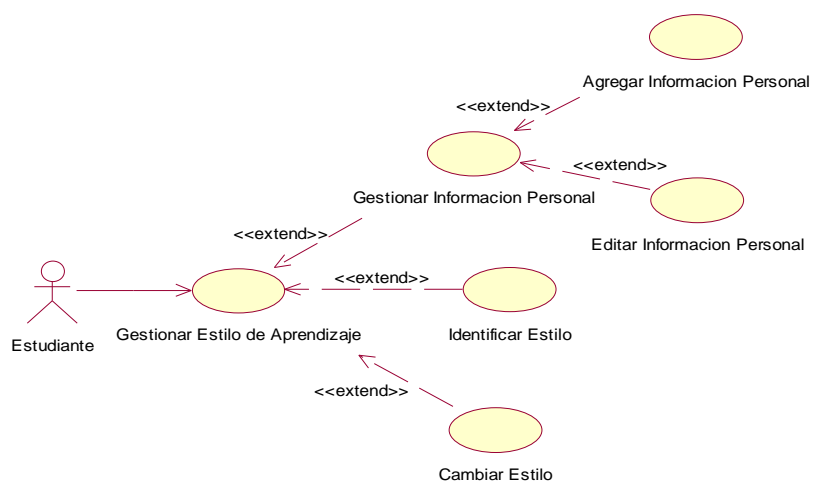 Agregar Informacion Personal
<<extend>>
<<extend>>
Gestionar Informacion Personal
<<extend>>
Editar Informacion Personal
<<extend>>
Estudiante
Gestionar Estilo de Aprendizaje
Identificar Estilo
<<extend>>
Cambiar Estilo